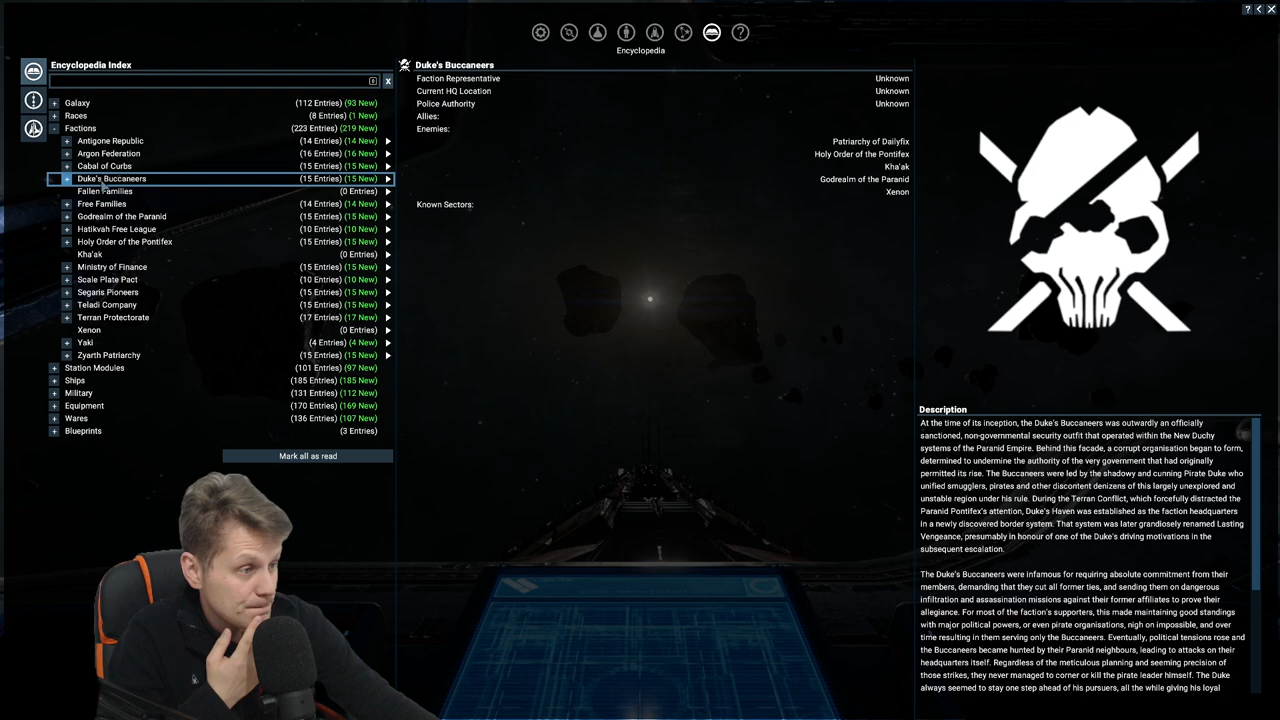 ? < X
Encyclopedia
Encyclopedia Index
x
Galaxy (112 Entries) (93 New)
Races (8 Entries) (1 New)
Factions (223 Entries) (219 New)
Antigone Republic (14 Entries) (14 New)
Argon Federation (16 Entries) (16 New)
Cabal of Curbs (15 Entries) (15 New)
Duke's Buccaneers (15 Entries) (15 New)
Fallen Families (0 Entries)
Free Families (14 Entries) (14 New)
Godrealm of the Paranid (15 Entries) (15 New)
Hatikvah Free League (10 Entries) (10 New)
Holy Order of the Pontifex (15 Entries) (15 New)
Kha'ak (0 Entries)
Ministry of Finance (15 Entries) (15 New)
Scale Plate Pact (10 Entries) (10 New)
Segaris Pioneers (15 Entries) (15 New)
Teladi Company (15 Entries) (15 New)
Terran Protectorate (17 Entries) (17 New)
Xenon (0 Entries)
Yaki (4 Entries) (4 New)
Zyarth Patriarchy (15 Entries) (15 New)
Station Modules (101 Entries) (97 New)
Ships (185 Entries) (185 New)
Military (131 Entries) (112 New)
Equipment (170 Entries) (169 New)
Wares (136 Entries) (107 New)
Blueprints (3 Entries)
Mark all as read
Duke's Buccaneers
Faction Representative Unknown
Current HQ Location Unknown
Police Authority Unknown
Allies:
Enemies:
Patriarchy of Dailyfix
Holy Order of the Pontifex
Kha'ak
Godrealm of the Paranid
Xenon
Known Sectors:
Description
At the time of its inception, the Duke's Buccaneers was outwardly an officially
sanctioned, non-governmental security outfit that operated within the New Duchy
systems of the Paranid Empire. Behind this facade, a corrupt organisation began to form,
determined to undermine the authority of the very government that had originally
permitted its rise. The Buccaneers were led by the shadowy and cunning Pirate Duke who
unified smugglers, pirates and other discontent denizens of this largely unexplored and
unstable region under his rule. During the Terran Conflict, which forcefully distracted the
Paranid Pontifex's attention, Duke's Haven was established as the faction headquarters
in a newly discovered border system. That system was later grandiosely renamed Lasting
Vengeance, presumably in honour of one of the Duke's driving motivations in the
subsequent escalation.
The Duke's Buccaneers were infamous for requiring absolute commitment from their
members, demanding that they cut all former ties, and sending them on dangerous
infiltration and assassination missions against their former affiliates to prove their
allegiance. For most of the faction's supporters, this made maintaining good standings
with major political powers, or even pirate organisations, nigh on impossible, and over
time resulting in them serving only the Buccaneers. Eventually, political tensions rose and
the Buccaneers became hunted by their Paranid neighbours, leading to attacks on their
headquarters itself. Regardless of the meticulous planning and seeming precision of
those strikes, they never managed to corner or kill the pirate leader himself. The Duke
always seemed to stay one step ahead of his pursuers, all the while giving his loyal